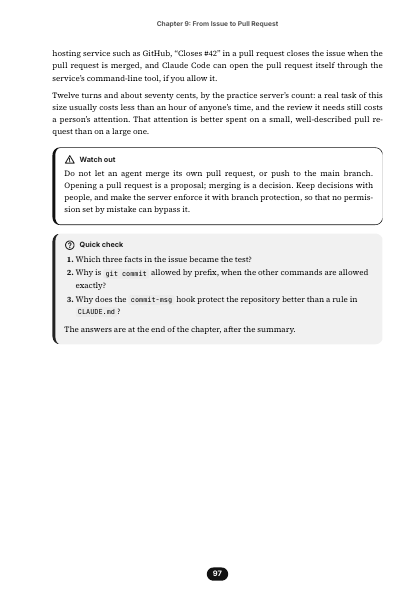 Chapter 9: From Issue to Pull Request
hosting service such as GitHub, “Closes #42” in a pull request closes the issue when the
pull request is merged, and Claude Code can open the pull request itself through the
service’s command-line tool, if you allow it.
Twelve turns and about seventy cents, by the practice server’s count: a real task of this
size usually costs less than an hour of anyone’s time, and the review it needs still costs
a person’s attention. That attention is better spent on a small, well-described pull re-
quest than on a large one.
Watch out
Do not let an agent merge its own pull request, or push to the main branch.
Opening a pull request is a proposal; merging is a decision. Keep decisions with
people, and make the server enforce it with branch protection, so that no permis-
sion set by mistake can bypass it.
Quick check
1. Which three facts in the issue became the test?
2. Why is git commit allowed by prefix, when the other commands are allowed
exactly?
3. Why does the commit-msg hook protect the repository better than a rule in
CLAUDE.md?
The answers are at the end of the chapter, after the summary.
97